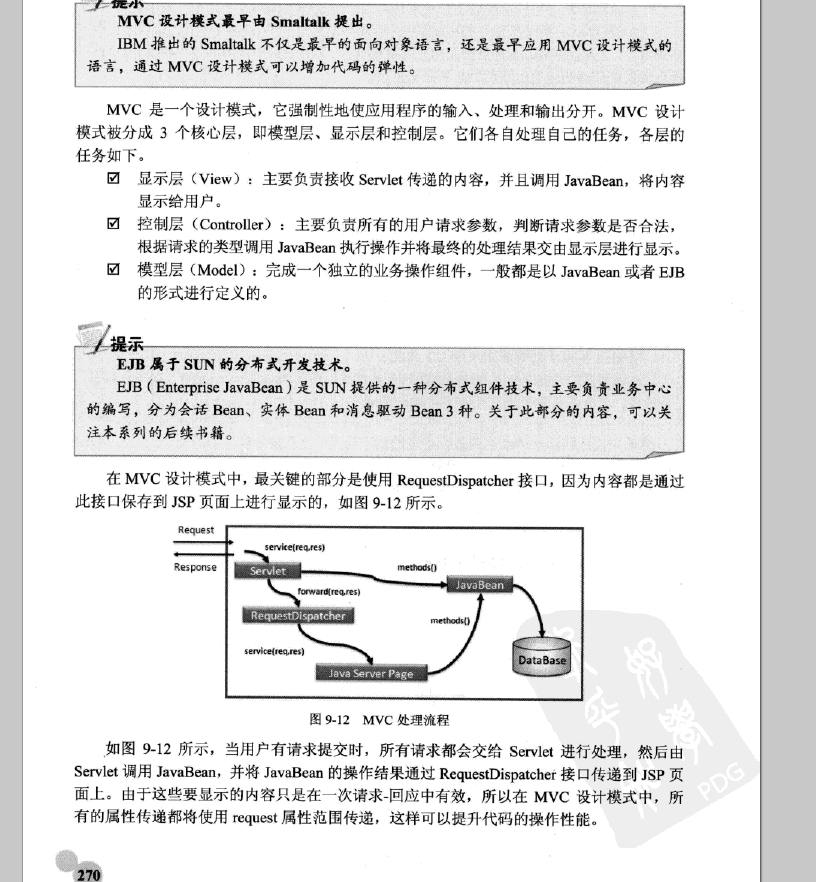 提示
MVC 设计模式最早由 Smaltalk 提出。
IBM 推出的 Smaltalk 不仅是最早的面向对象语言，还是最早应用 MVC 设计模式的
语言，通过 MVC 设计模式可以增加代码的弹性。
MVC 是一个设计模式，它强制性地使应用程序的输入、处理和输出分开。MVC 设计
模式被分成 3 个核心层，即模型层、显示层和控制层。它们各自处理自己的任务，各层的
任务如下。
☑ 显示层（View）：主要负责接收 Servlet 传递的内容，并且调用 JavaBean，将内容
显示给用户。
☑ 控制层（Controller）：主要负责所有的用户请求参数，判断请求参数是否合法，
根据请求的类型调用 JavaBean 执行操作并将最终的处理结果交由显示层进行显示。
☑ 模型层（Model）：完成一个独立的业务操作组件，一般都是以 JavaBean 或者 EJB
的形式进行定义的。
提示
EJB 属于 SUN 的分布式开发技术。
EJB（Enterprise JavaBean）是 SUN 提供的一种分布式组件技术，主要负责业务中心
的编写，分为会话 Bean、实体 Bean 和消息驱动 Bean 3 种。关于此部分的内容，可以关
注本系列的后续书籍。
在 MVC 设计模式中，最关键的部分是使用 RequestDispatcher 接口，因为内容都是通过
此接口保存到 JSP 页面上进行显示的，如图 9-12 所示。
Request
service(req,res)
Response
Servlet
methods()
JavaBean
forward(req,res)
RequestDispatcher
methods()
service(req,res)
DataBase
Java Server Page
图 9-12 MVC 处理流程
如图 9-12 所示，当用户有请求提交时，所有请求都会交给 Servlet 进行处理，然后由
Servlet 调用 JavaBean，并将 JavaBean 的操作结果通过 RequestDispatcher 接口传递到 JSP 页
面上。由于这些要显示的内容只是在一次请求-回应中有效，所以在 MVC 设计模式中，所
有的属性传递都将使用 request 属性范围传递，这样可以提升代码的操作性能。
PDG
270